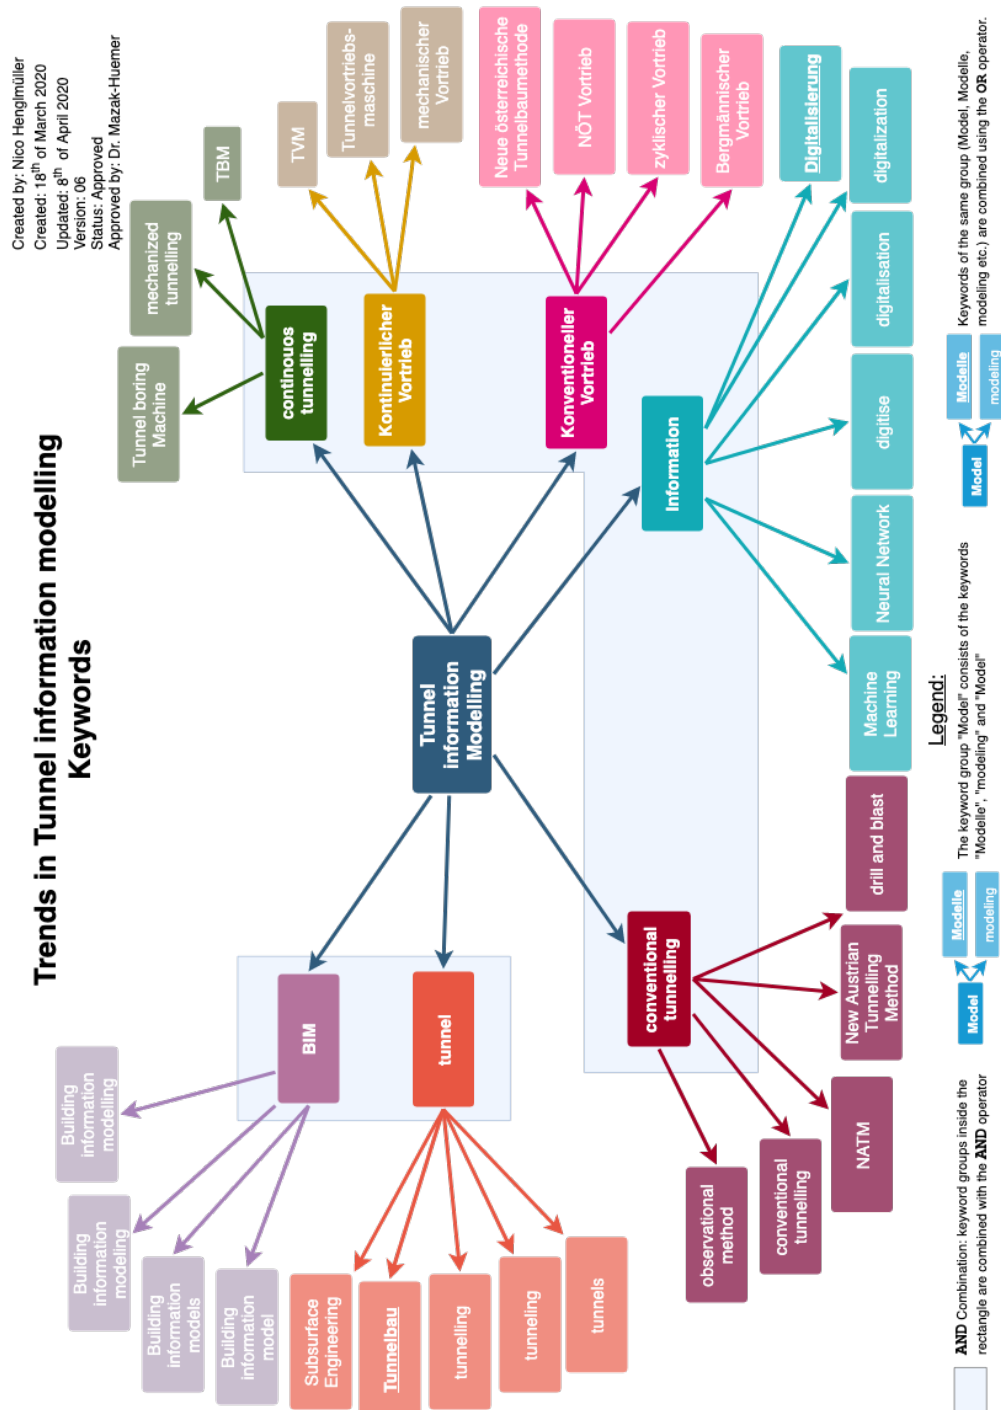 Trends in Tunnel information modelling
Keywords
Created by: Nico Henglmüller
Created: 18th of March 2020
Updated: 8th of April 2020
Version: 06
Status: Approved
Approved by: Dr. Mazak-Huemer
Building
information
modelling
Building
information
modeling
Building
information
models
Building
information
model
BIM
Subsurface
Engineering
Tunnelbau
tunnelling
tunneling
tunnels
tunnel
Tunnel
information
Modelling
Tunnel boring
Machine
mechanized
tunnelling
TBM
continouos
tunnelling
TVM
Tunnelvortriebs-
maschine
mechanischer
Vortrieb
Kontinuierlicher
Vortrieb
Neue österreichische
Tunnelbaumethode
NÖT Vortrieb
zyklischer Vortrieb
Bergmännischer
Vortrieb
Konventioneller
Vortrieb
Information
Digitalisierung
digitalization
digitalisation
digitise
Neural Network
Machine
Learning
conventional
tunnelling
observational
method
conventional
tunnelling
NATM
New Austrian
Tunnelling
Method
drill and blast
Legend:
AND Combination: keyword groups inside the
rectangle are combined with the AND operator
Model
Modelle
modeling
The keyword group "Model" consists of the keywords
"Modelle", "modeling" and "Model"
Model
Modelle
modeling
Keywords of the same group (Model, Modelle,
modeling etc.) are combined using the OR operator.